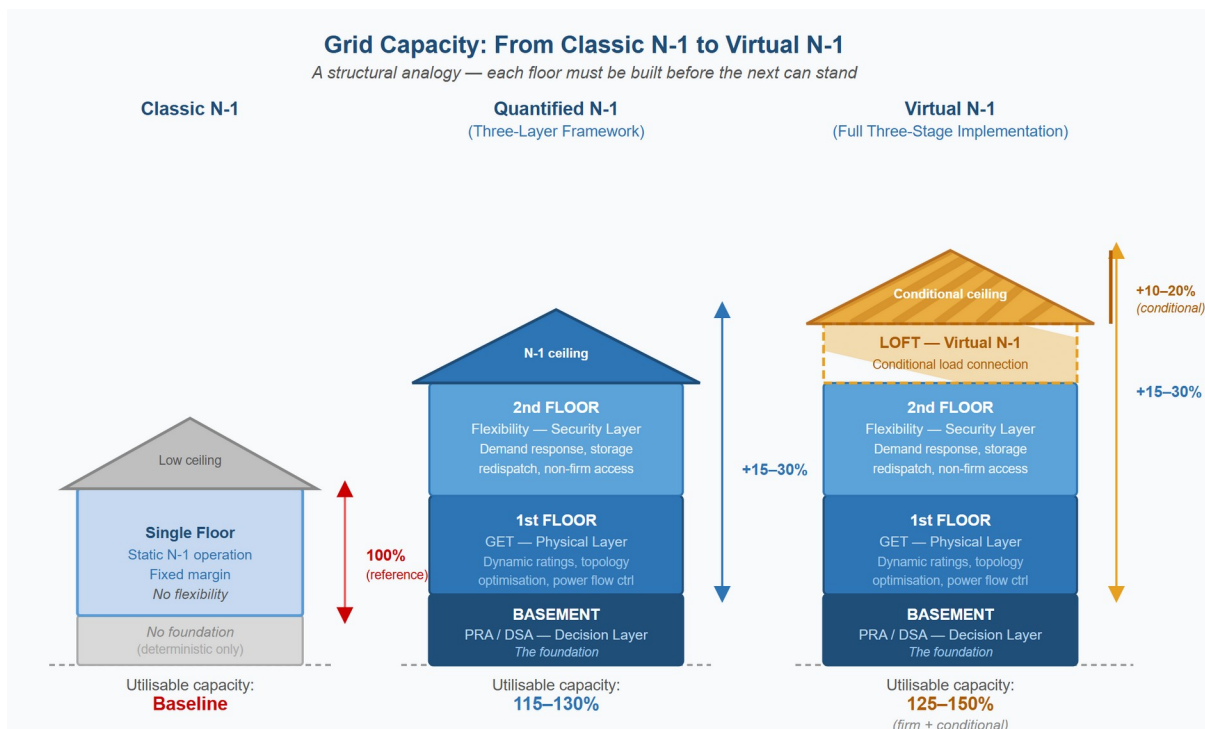 Grid Capacity: From Classic N-1 to Virtual N-1
A structural analogy — each floor must be built before the next can stand
Classic N-1
Low ceiling
Single Floor
Static N-1 operation
Fixed margin
No flexibility
No foundation
(deterministic only)
100%
(reference)
Utilisable capacity:
Baseline
Quantified N-1
(Three-Layer Framework)
N-1 ceiling
2nd FLOOR
Flexibility — Security Layer
Demand response, storage
redispatch, non-firm access
1st FLOOR
GET — Physical Layer
Dynamic ratings, topology
optimisation, power flow ctrl
BASEMENT
PRA / DSA — Decision Layer
The foundation
+15–30%
Utilisable capacity:
115–130%
Virtual N-1
(Full Three-Stage Implementation)
Conditional ceiling
LOFT — Virtual N-1
Conditional load connection
2nd FLOOR
Flexibility — Security Layer
Demand response, storage
redispatch, non-firm access
1st FLOOR
GET — Physical Layer
Dynamic ratings, topology
optimisation, power flow ctrl
BASEMENT
PRA / DSA — Decision Layer
The foundation
+10–20%
(conditional)
+15–30%
Utilisable capacity:
125–150%
(firm + conditional)